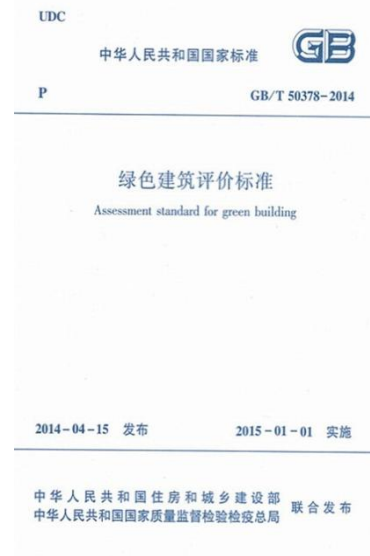 UDC
中华人民共和国国家标准
GB
P
GB/T 50378-2014
绿色建筑评价标准
Assessment standard for green building
2014-04-15 发布
2015-01-01 实施
中华人民共和国住房和城乡建设部
中华人民共和国国家质量监督检验检疫总局
联合发布